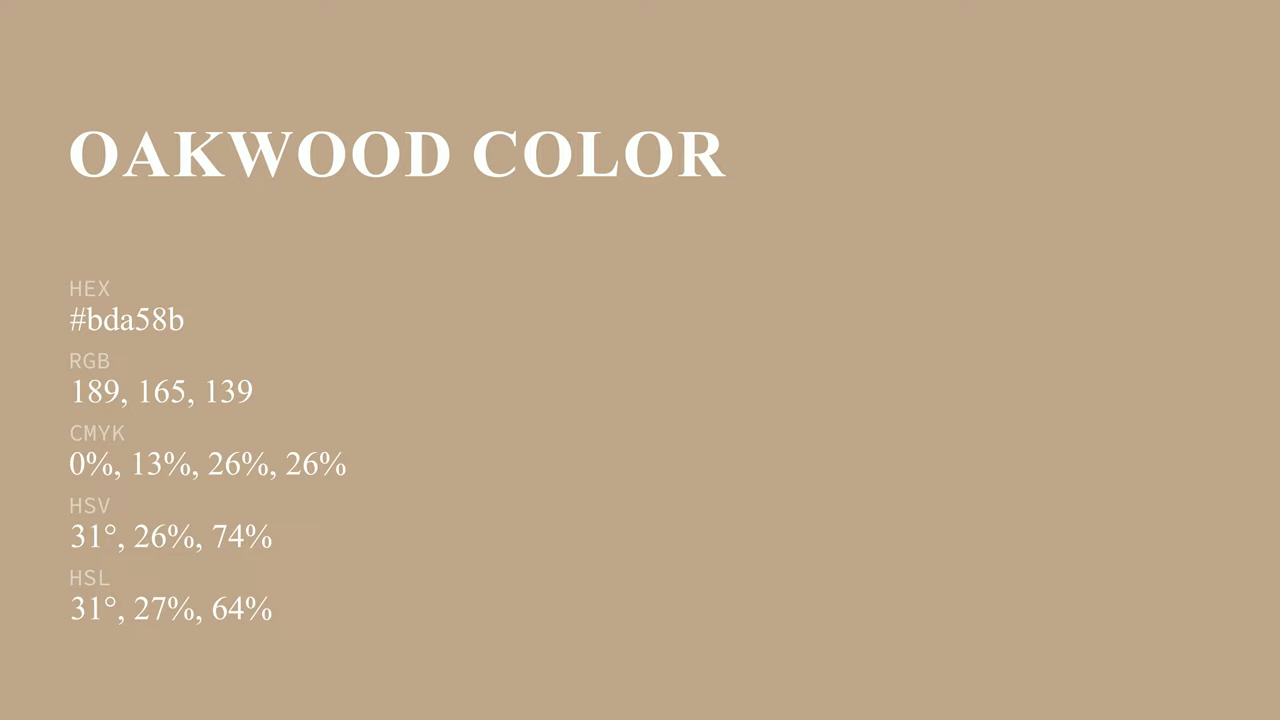 OAKWOOD COLOR
HEX
#bda58b
RGB
189, 165, 139
CMYK
0%, 13%, 26%, 26%
HSV
31°, 26%, 74%
HSL
31°, 27%, 64%